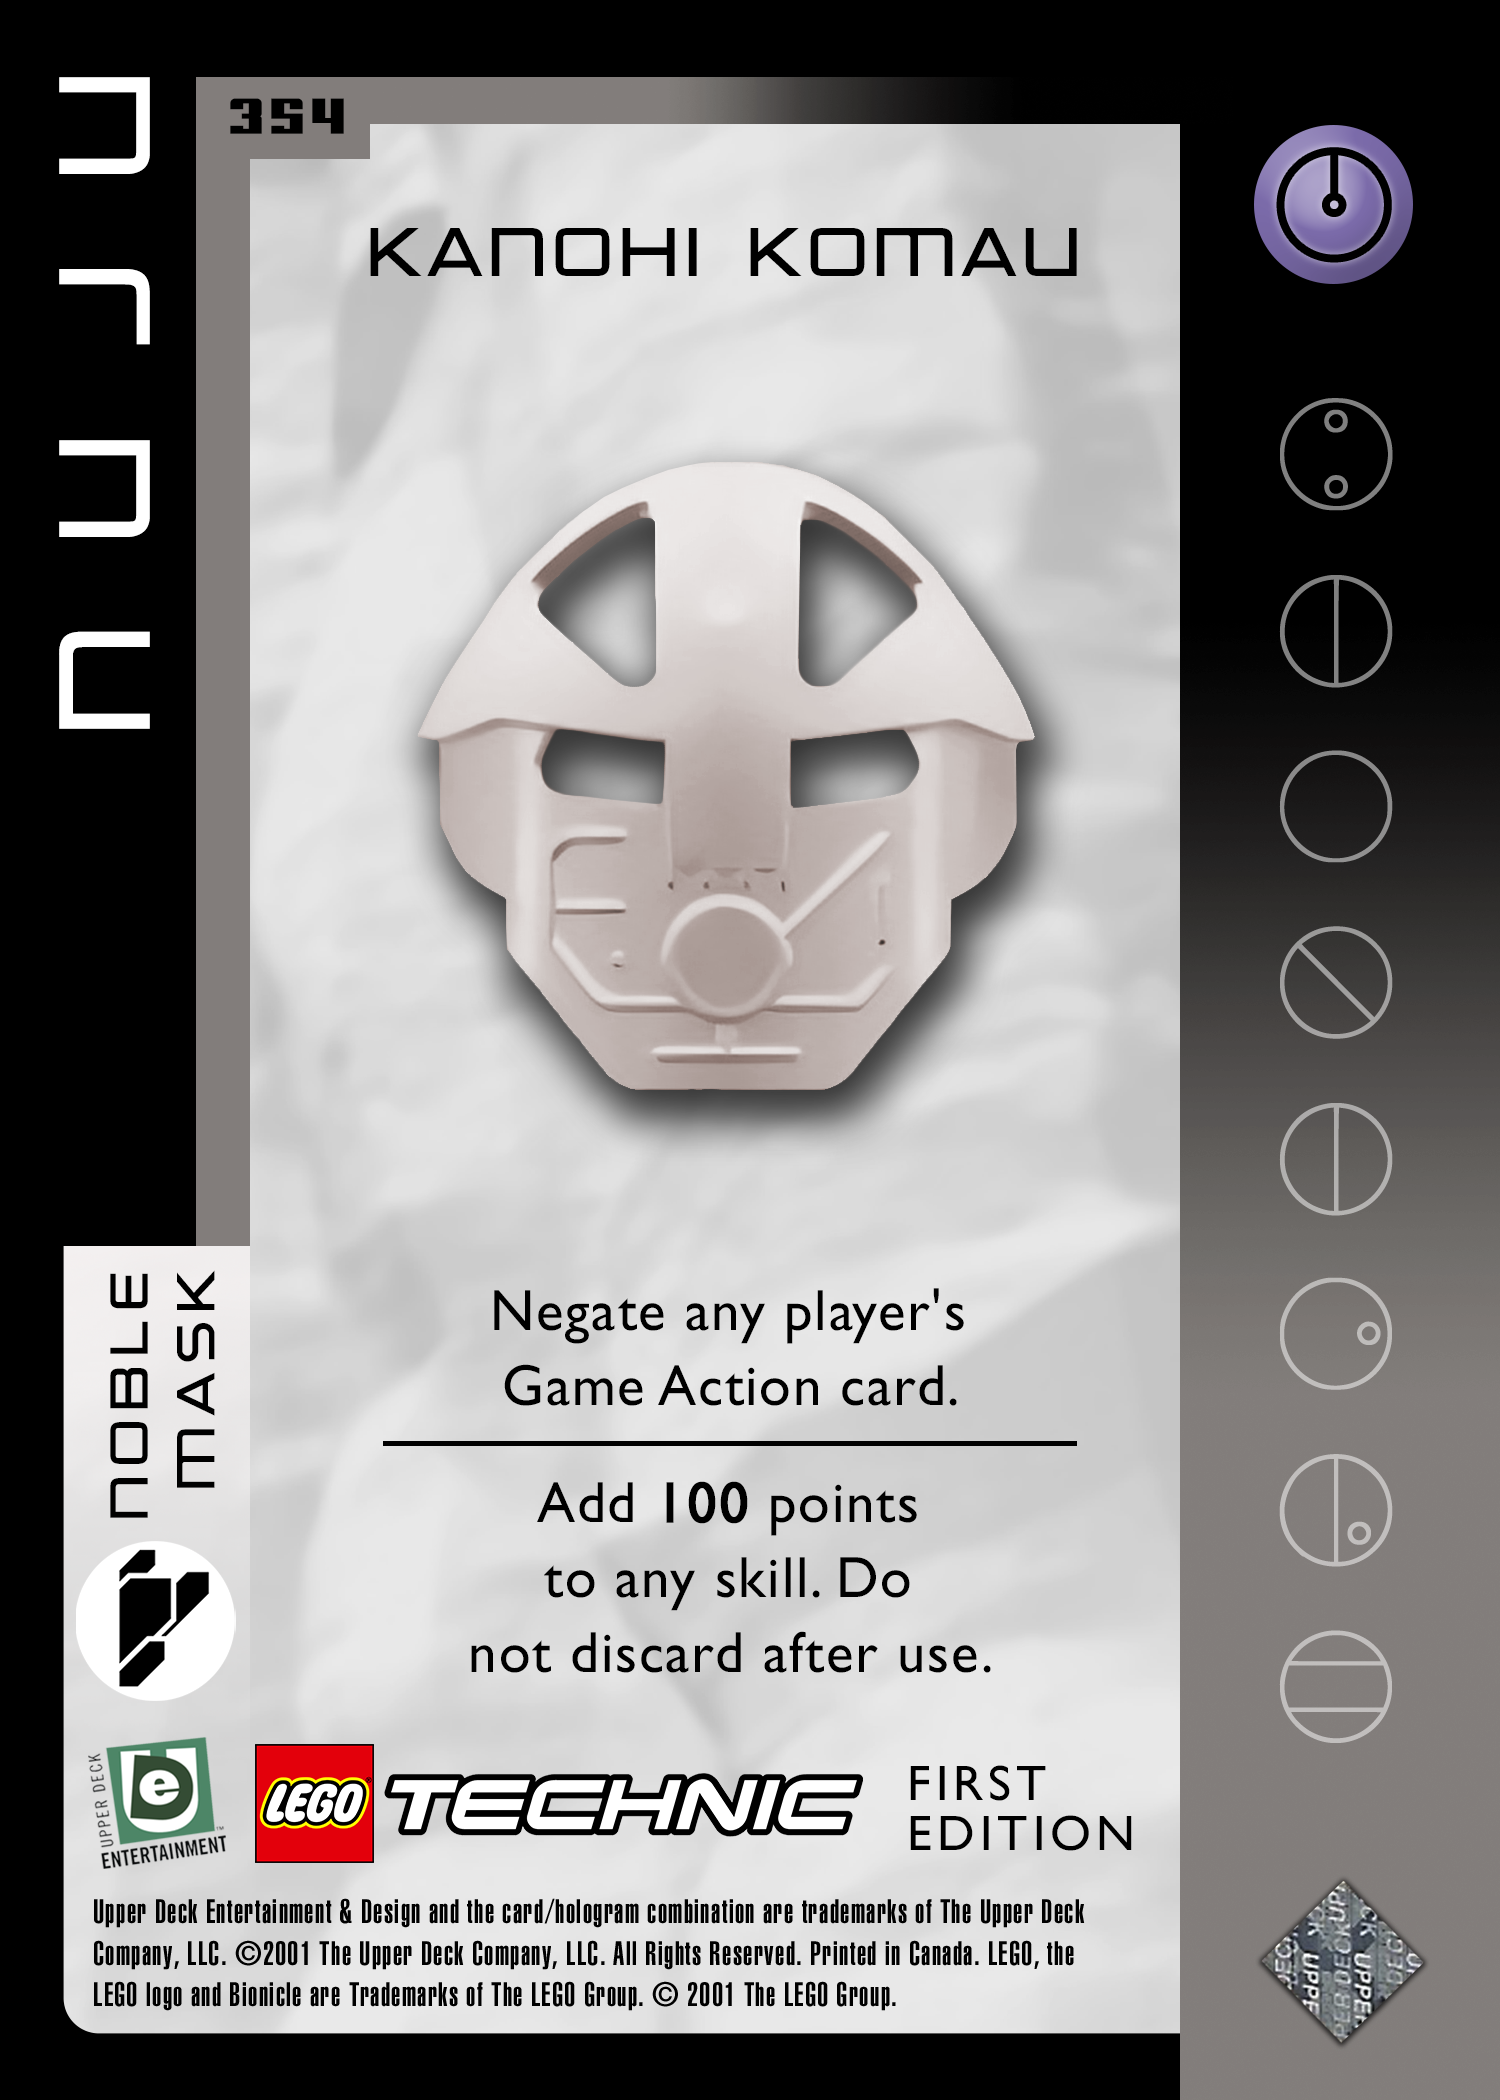 NUJU
354
KANOHI KOMAU
Negate any player's
Game Action card.
Add 100 points
to any skill. Do
not discard after use.
NOBLE
MASK
UPPER DECK
e
ENTERTAINMENT
LEGO TECHNIC
FIRST
EDITION
Upper Deck Entertainment & Design and the card/hologram combination are trademarks of The Upper Deck
Company, LLC. ©2001 The Upper Deck Company, LLC. All Rights Reserved. Printed in Canada. LEGO, the
LEGO logo and Bionicle are Trademarks of The LEGO Group. © 2001 The LEGO Group.